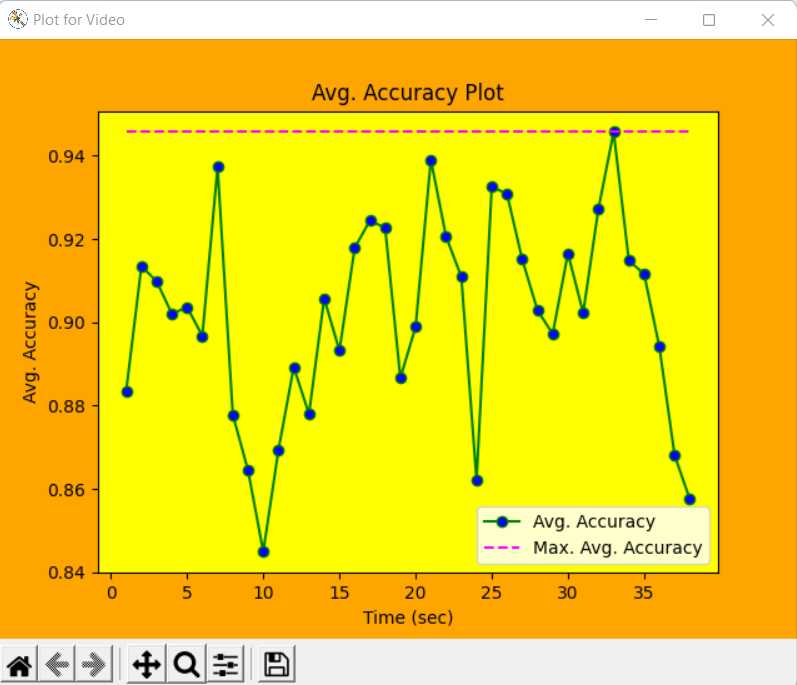 Plot for Video
Avg. Accuracy Plot
Avg. Accuracy
0.94
0.92
0.90
0.88
0.86
0.84
0 5 10 15 20 25 30 35
Time (sec)
Avg. Accuracy
Max. Avg. Accuracy